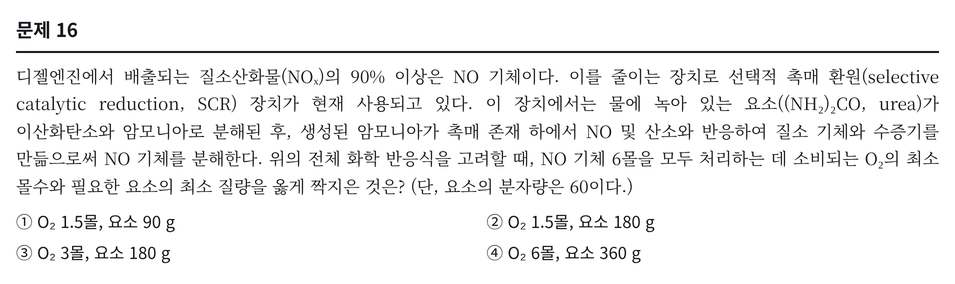 문제 16
디젤엔진에서 배출되는 질소산화물(NOₓ)의 90% 이상은 NO 기체이다. 이를 줄이는 장치로 선택적 촉매 환원(selective
catalytic reduction, SCR) 장치가 현재 사용되고 있다. 이 장치에서는 물에 녹아 있는 요소((NH₂)₂CO, urea)가
이산화탄소와 암모니아로 분해된 후, 생성된 암모니아가 촉매 존재 하에서 NO 및 산소와 반응하여 질소 기체와 수증기를
만듦으로써 NO 기체를 분해한다. 위의 전체 화학 반응식을 고려할 때, NO 기체 6몰을 모두 처리하는 데 소비되는 O₂의 최소
몰수와 필요한 요소의 최소 질량을 옳게 짝지은 것은? (단, 요소의 분자량은 60이다.)
① O₂ 1.5몰, 요소 90 g
② O₂ 1.5몰, 요소 180 g
③ O₂ 3몰, 요소 180 g
④ O₂ 6몰, 요소 360 g